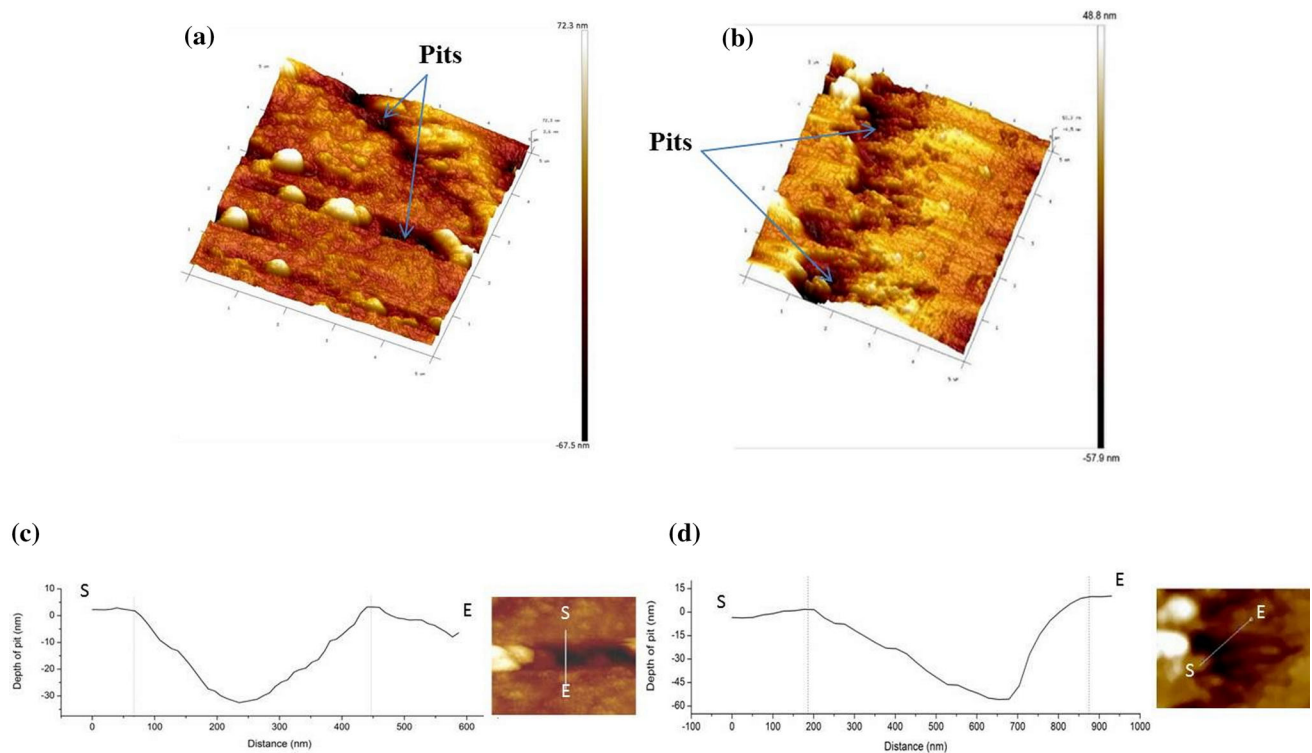 72.3 nm
(a)
Pits
-67.5 nm
48.8 nm
(b)
Pits
-57.9 nm
(c)
S
E
10
0
-10
-20
-30
Depth of pit (nm)
0 100 200 300 400 500 600
Distance (nm)
S
E
(d)
S
E
15
0
-15
-30
-45
-60
Depth of pit (nm)
-100 0 100 200 300 400 500 600 700 800 900 1000
Distance (nm)
E
S